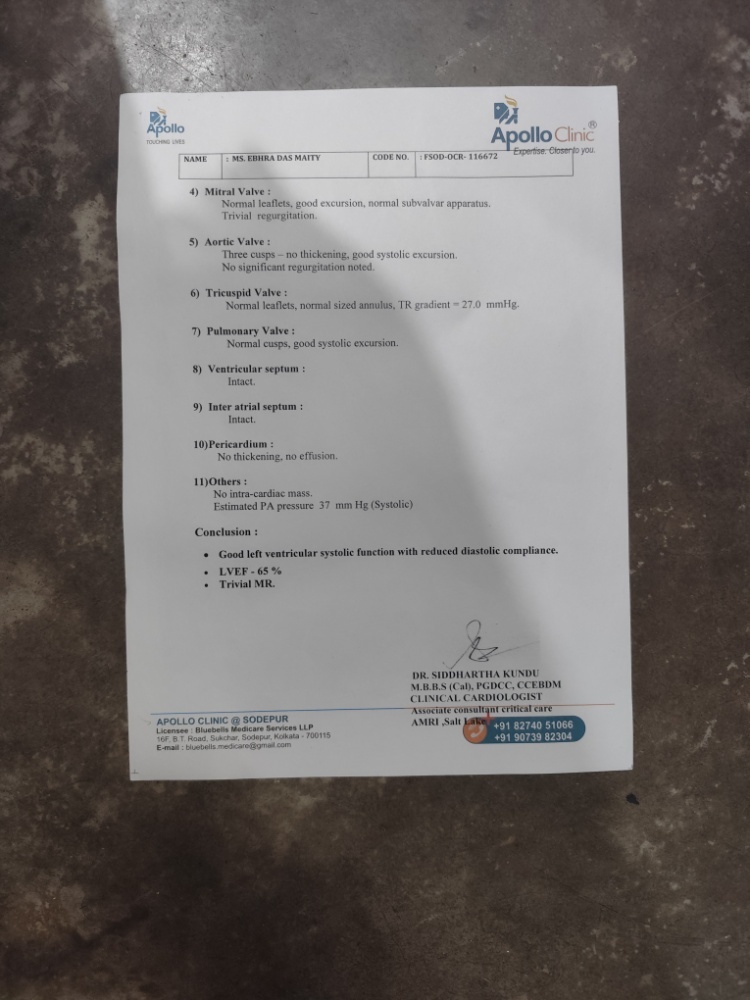 Apollo
TOUCHING LIVES
Apollo Clinic®
Expertise. Closer to you.
NAME : MS. EBHRA DAS MAITY CODE NO. : FSOD-OCR- 116672
4) Mitral Valve :
Normal leaflets, good excursion, normal subvalvar apparatus.
Trivial regurgitation.
5) Aortic Valve :
Three cusps – no thickening, good systolic excursion.
No significant regurgitation noted.
6) Tricuspid Valve :
Normal leaflets, normal sized annulus, TR gradient = 27.0 mmHg.
7) Pulmonary Valve :
Normal cusps, good systolic excursion.
8) Ventricular septum :
Intact.
9) Inter atrial septum :
Intact.
10)Pericardium :
No thickening, no effusion.
11)Others :
No intra-cardiac mass.
Estimated PA pressure 37 mm Hg (Systolic)
Conclusion :
• Good left ventricular systolic function with reduced diastolic compliance.
• LVEF - 65 %
• Trivial MR.
DR. SIDDHARTHA KUNDU
M.B.B.S (Cal), PGDCC, CCEBDM
CLINICAL CARDIOLOGIST
Associate consultant critical care
AMRI ,Salt Lake
APOLLO CLINIC @ SODEPUR
Licensee : Bluebells Medicare Services LLP
16F, B.T. Road, Sukchar, Sodepur, Kolkata - 700115
E-mail : bluebells.medicare@gmail.com
+91 82740 51066
+91 90739 82304